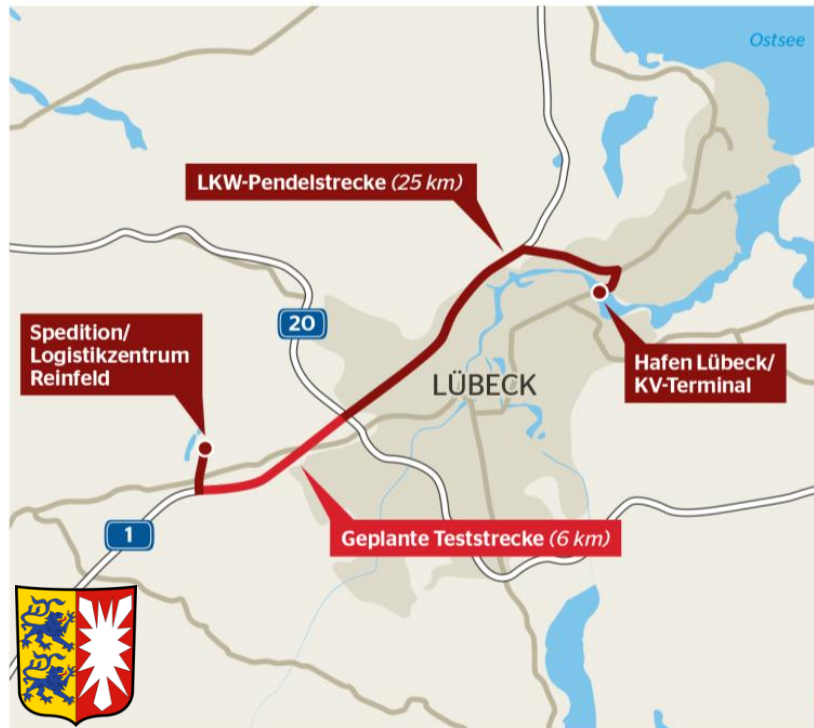 Ostsee
LKW-Pendelstrecke (25 km)
20
Spedition/
Logistikzentrum
Reinfeld
Hafen Lübeck/
KV-Terminal
LÜBECK
1
Geplante Teststrecke (6 km)